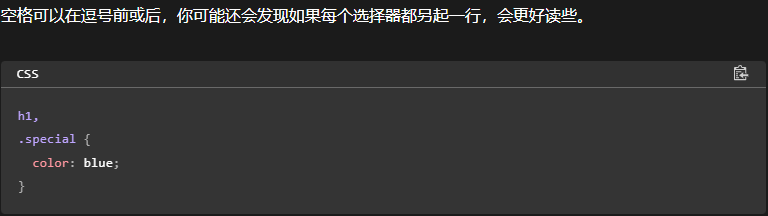 空格可以在逗号前或后，你可能还会发现如果每个选择器都另起一行，会更好读些。
CSS
h1,
.special {
  color: blue;
}